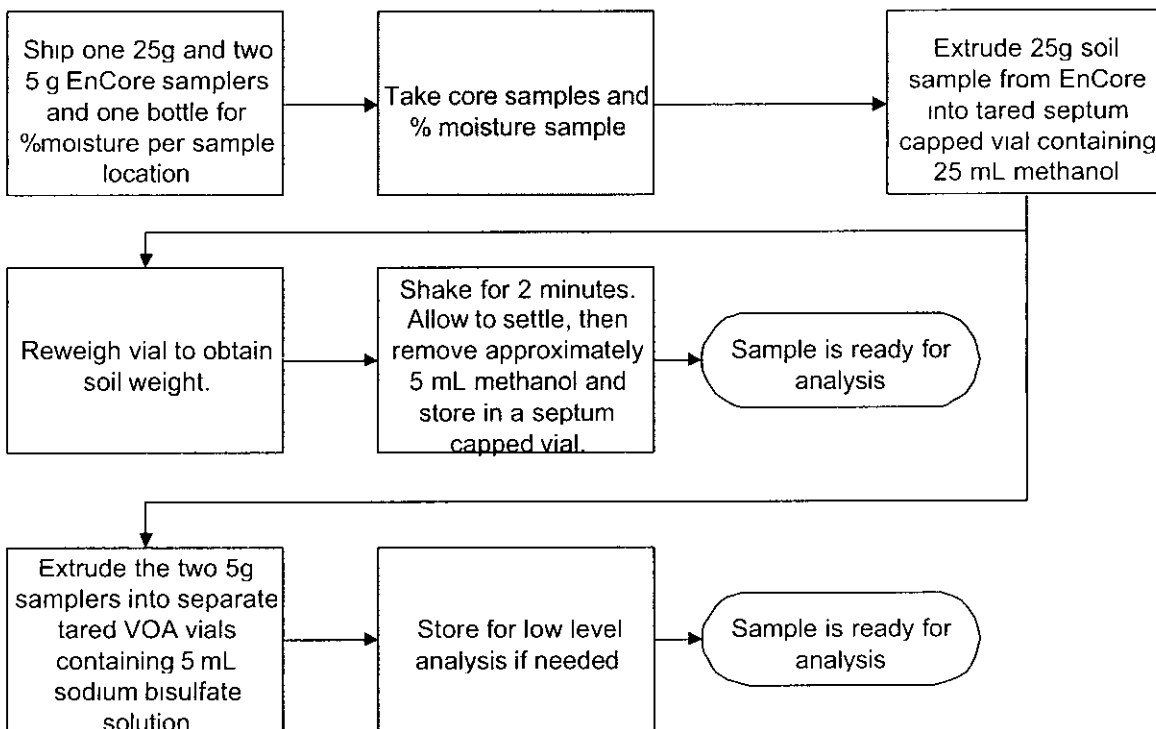 Ship one 25g and two
5 g EnCore samplers
and one bottle for
%moisture per sample
location
Take core samples and
% moisture sample
Extrude 25g soil
sample from EnCore
into tared septum
capped vial containing
25 mL methanol
Reweigh vial to obtain
soil weight.
Shake for 2 minutes.
Allow to settle, then
remove approximately
5 mL methanol and
store in a septum
capped vial.
Sample is ready for
analysis
Extrude the two 5g
samplers into separate
tared VOA vials
containing 5 mL
sodium bisulfate
solution
Store for low level
analysis if needed
Sample is ready for
analysis